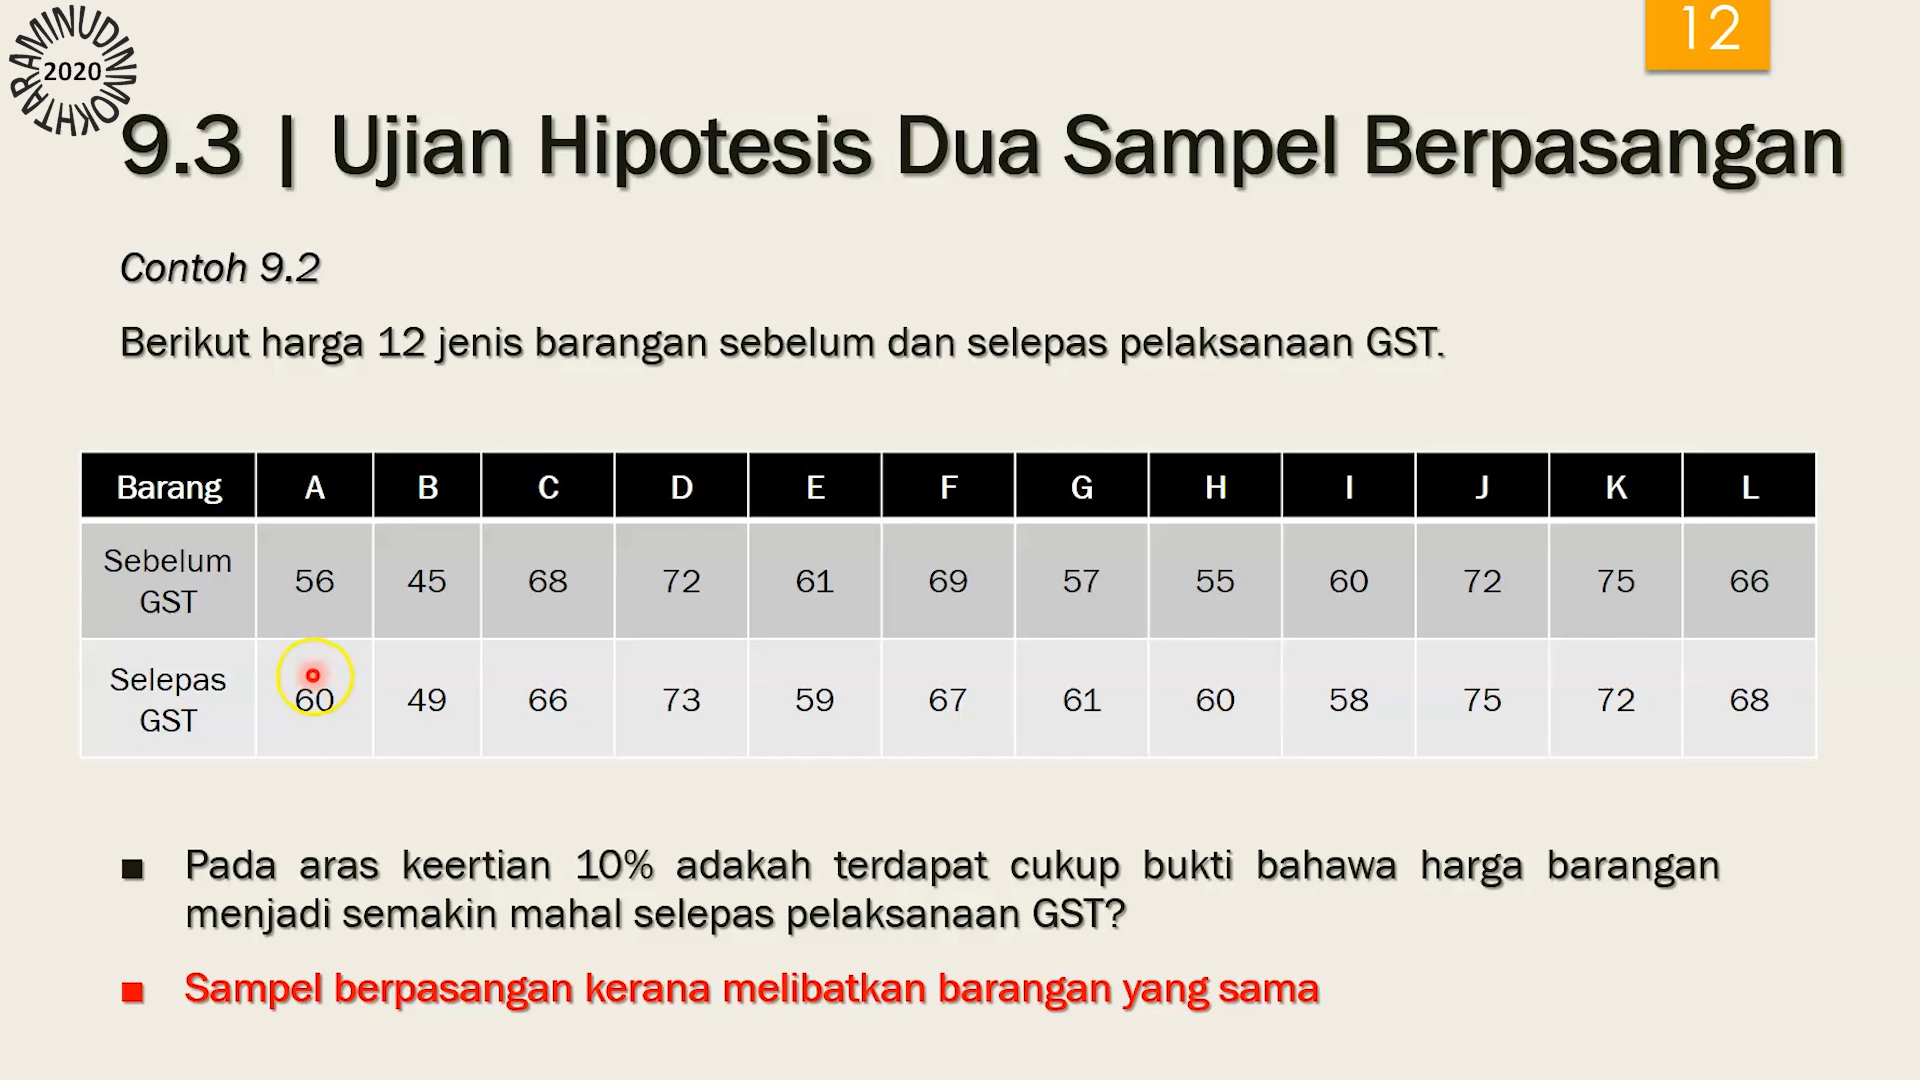 AMINUDINMOKHTAR
2020
12
9.3 | Ujian Hipotesis Dua Sampel Berpasangan
Contoh 9.2
Berikut harga 12 jenis barangan sebelum dan selepas pelaksanaan GST.
Barang A B C D E F G H I J K L
Sebelum GST 56 45 68 72 61 69 57 55 60 72 75 66
Selepas GST 60 49 66 73 59 67 61 60 58 75 72 68
■ Pada aras keertian 10% adakah terdapat cukup bukti bahawa harga barangan
menjadi semakin mahal selepas pelaksanaan GST?
■ Sampel berpasangan kerana melibatkan barangan yang sama